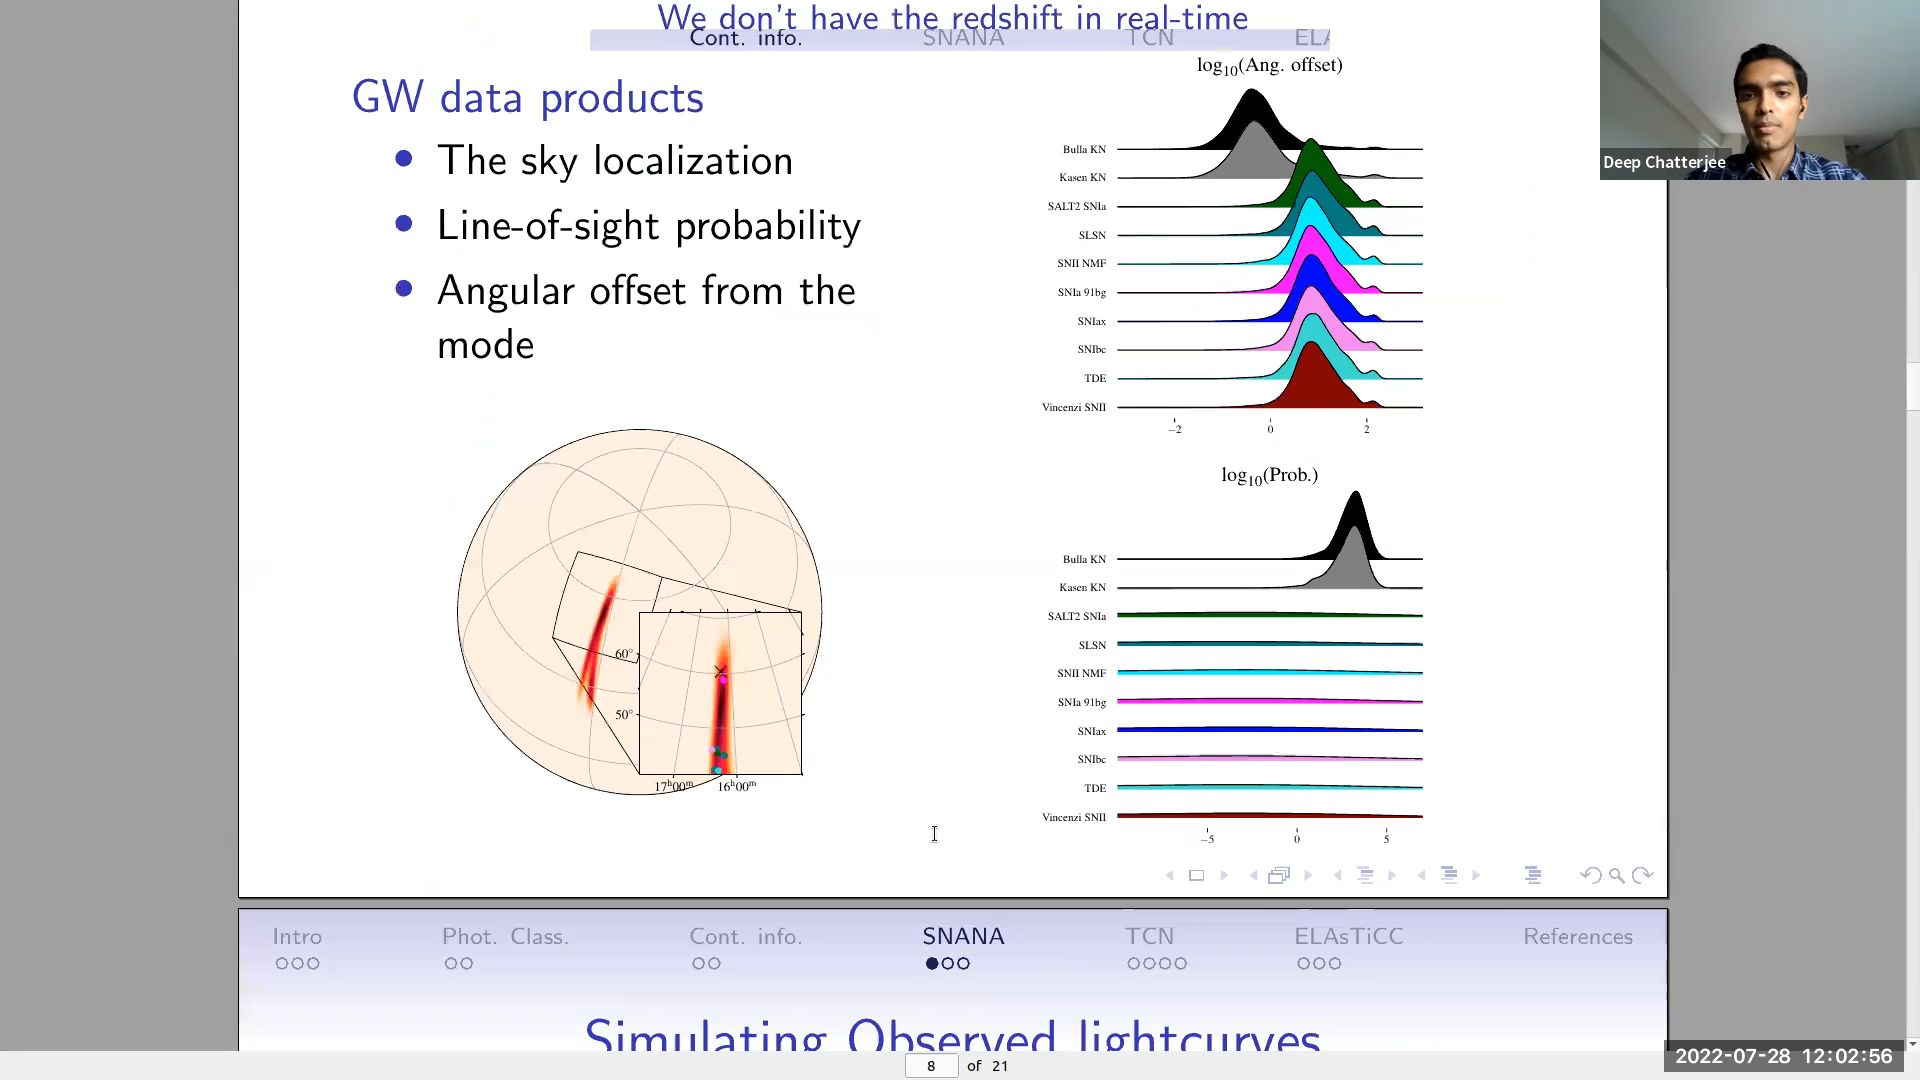 We don't have the redshift in real-time
Cont. info.
SNANA
TCN
ELA
GW data products
The sky localization
Line-of-sight probability
Angular offset from the
mode
60°
50°
17ʰ00ᵐ
16ʰ00ᵐ
log₁₀(Ang. offset)
Bulla KN
Kasen KN
SALT2 SNIa
SLSN
SNII NMF
SNIa 91bg
SNIax
SNIbc
TDE
Vincenzi SNII
−2
0
2
log₁₀(Prob.)
Bulla KN
Kasen KN
SALT2 SNIa
SLSN
SNII NMF
SNIa 91bg
SNIax
SNIbc
TDE
Vincenzi SNII
−5
0
5
Deep Chatterjee
Intro
Phot. Class.
Cont. info.
SNANA
TCN
ELAsTiCC
References
Simulating Observed lightcurves
8 of 21
2022-07-28 12:02:56